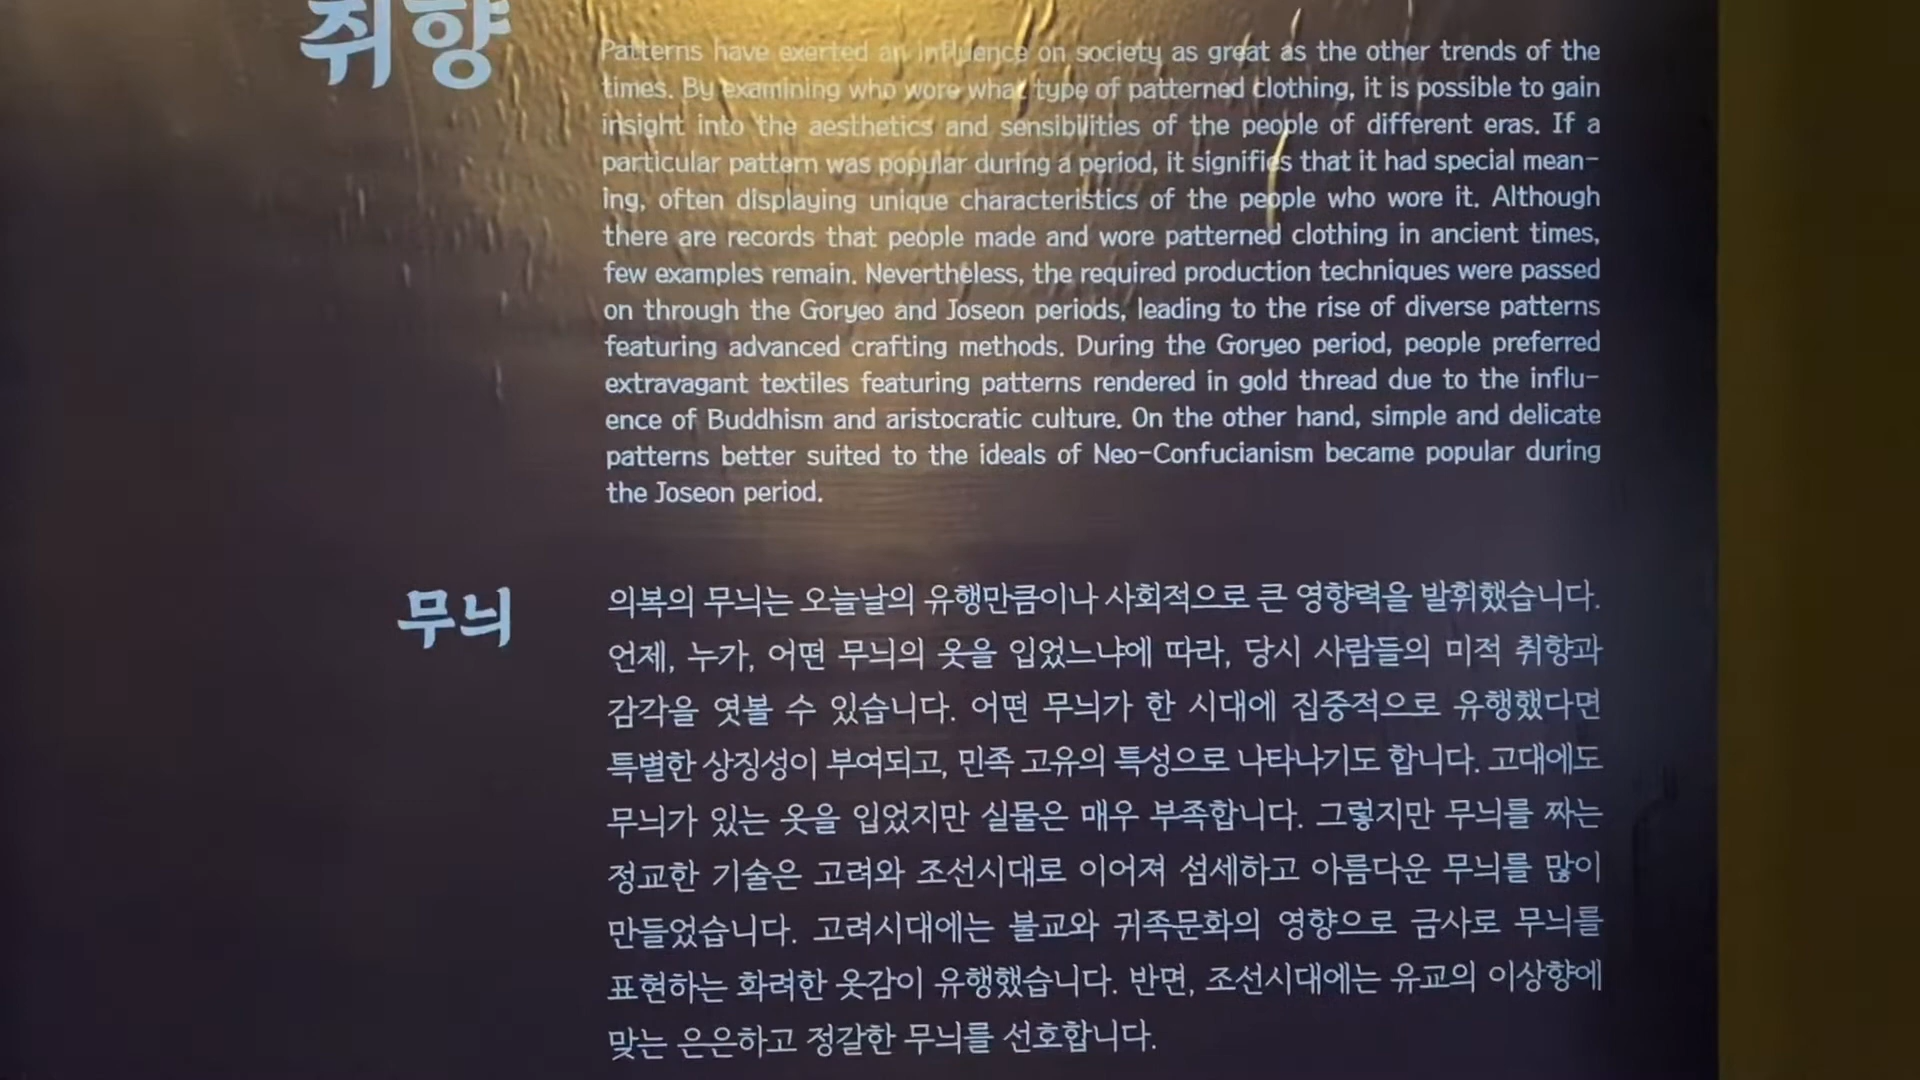 취향
Patterns have exerted an influence on society as great as the other trends of the
times. By examining who wore what type of patterned clothing, it is possible to gain
insight into the aesthetics and sensibilities of the people of different eras. If a
particular pattern was popular during a period, it signifies that it had special mean-
ing, often displaying unique characteristics of the people who wore it. Although
there are records that people made and wore patterned clothing in ancient times,
few examples remain. Nevertheless, the required production techniques were passed
on through the Goryeo and Joseon periods, leading to the rise of diverse patterns
featuring advanced crafting methods. During the Goryeo period, people preferred
extravagant textiles featuring patterns rendered in gold thread due to the influ-
ence of Buddhism and aristocratic culture. On the other hand, simple and delicate
patterns better suited to the ideals of Neo-Confucianism became popular during
the Joseon period.
무늬
의복의 무늬는 오늘날의 유행만큼이나 사회적으로 큰 영향력을 발휘했습니다.
언제, 누가, 어떤 무늬의 옷을 입었느냐에 따라, 당시 사람들의 미적 취향과
감각을 엿볼 수 있습니다. 어떤 무늬가 한 시대에 집중적으로 유행했다면
특별한 상징성이 부여되고, 민족 고유의 특성으로 나타나기도 합니다. 고대에도
무늬가 있는 옷을 입었지만 실물은 매우 부족합니다. 그렇지만 무늬를 짜는
정교한 기술은 고려와 조선시대로 이어져 섬세하고 아름다운 무늬를 많이
만들었습니다. 고려시대에는 불교와 귀족문화의 영향으로 금사로 무늬를
표현하는 화려한 옷감이 유행했습니다. 반면, 조선시대에는 유교의 이상향에
맞는 은은하고 정갈한 무늬를 선호합니다.